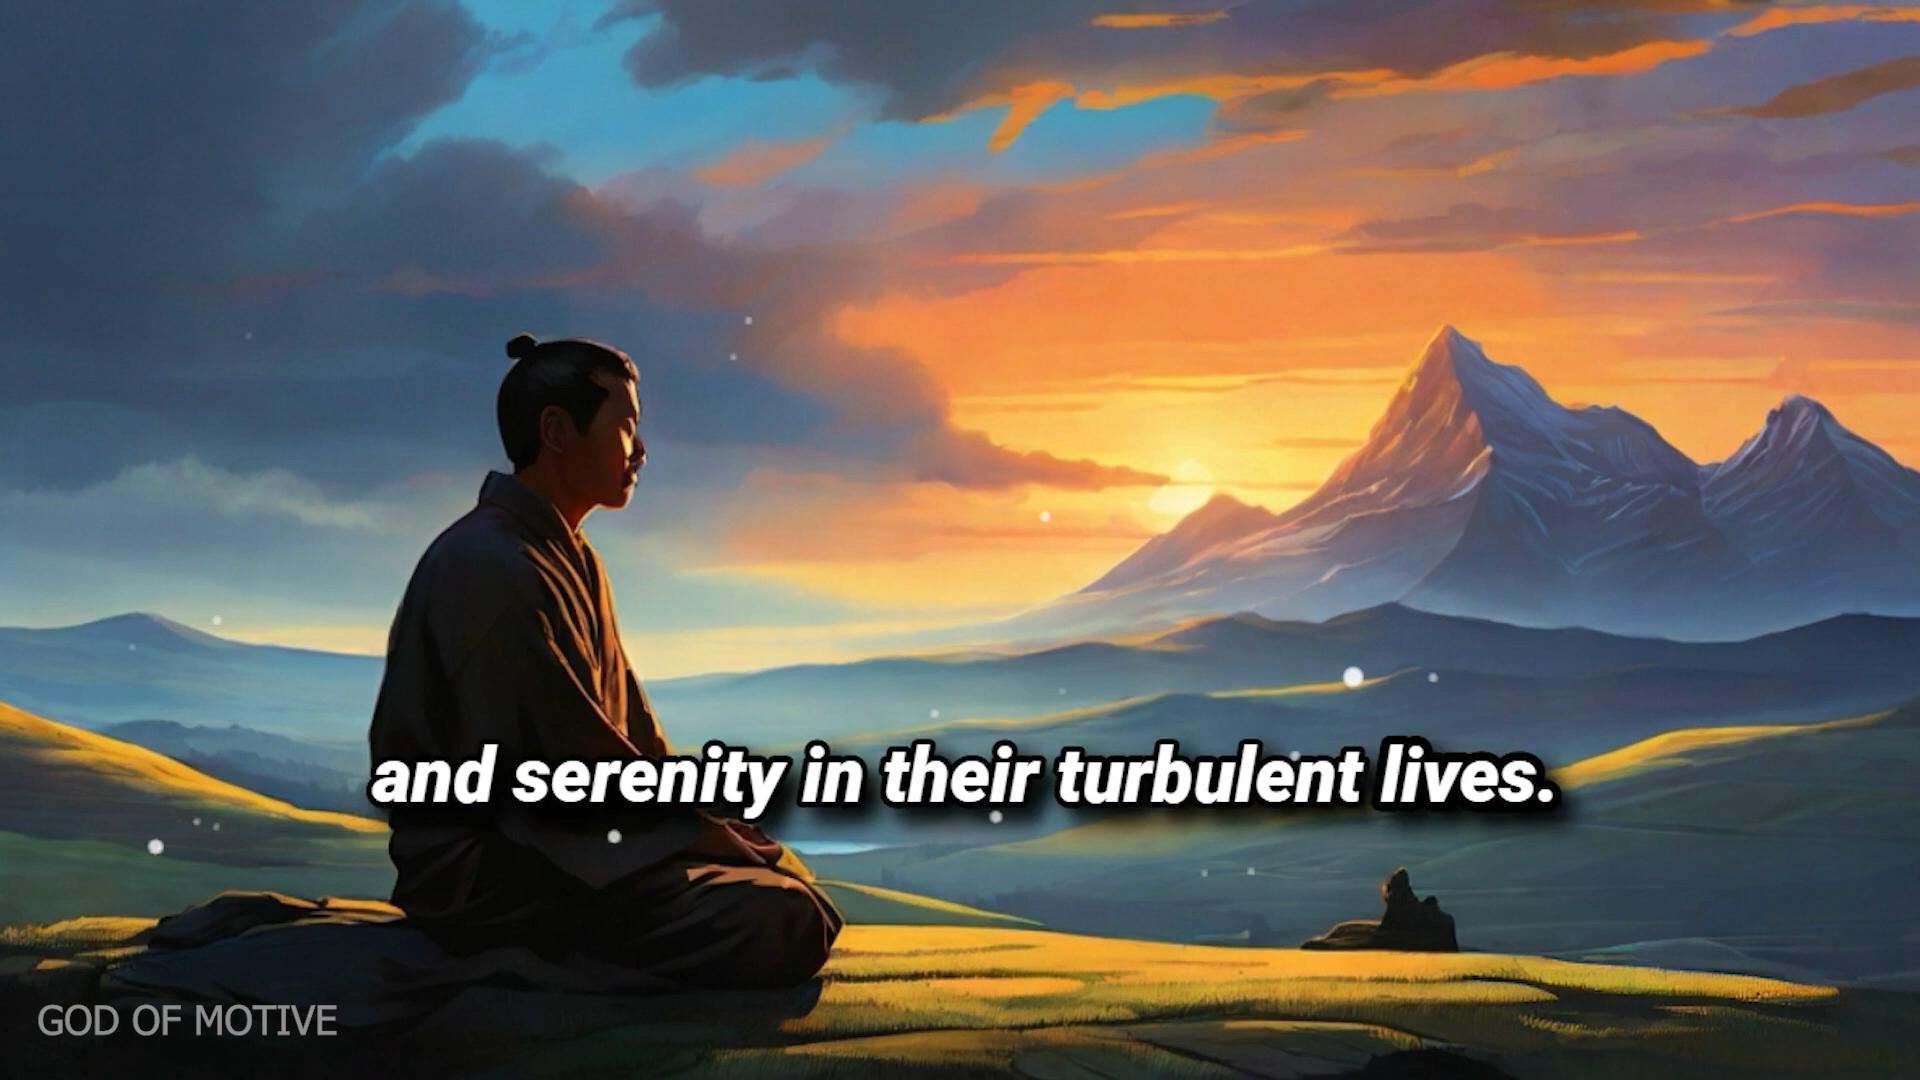 and serenity in their turbulent lives.
GOD OF MOTIVE